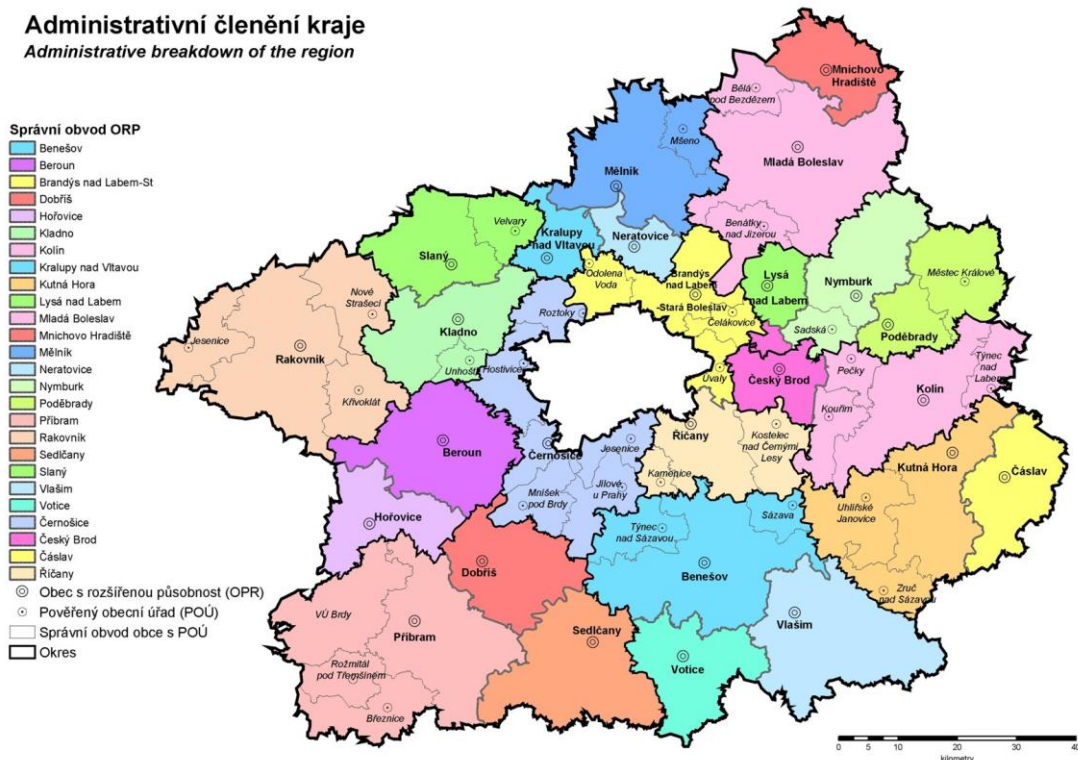 Administrativní členění kraje
Administrative breakdown of the region
Správní obvod ORP
Benešov
Beroun
Brandýs nad Labem-St
Dobříš
Hořovice
Kladno
Kolín
Kralupy nad Vltavou
Kutná Hora
Lysá nad Labem
Mladá Boleslav
Mnichovo Hradiště
Mělník
Neratovice
Nymburk
Poděbrady
Příbram
Rakovník
Sedlčany
Slaný
Vlašim
Votice
Černošice
Český Brod
Čáslav
Říčany
Obec s rozšířenou působnost (OPR)
Pověřený obecní úřad (POÚ)
Správní obvod obce s POÚ
Okres
Mnichovo
Hradiště
Bělá
pod Bezdězem
Mšeno
Mladá Boleslav
Mělník
Velvary
Kralupy
nad Vltavou
Neratovice
Benátky
nad Jizerou
Slaný
Odolena
Voda
Brandýs
nad Labem
-Stará Boleslav
Lysá
nad Labem
Nymburk
Městec Králové
Nové
Strašecí
Roztoky
Čelákovice
Sadská
Poděbrady
Kladno
Jesenice
Rakovník
Unhošť
Hostivice
Úvaly
Český Brod
Pečky
Týnec
nad
Labem
Kolín
Křivoklát
Kouřim
Beroun
Černošice
Jesenice
Říčany
Kostelec
nad Černými
Lesy
Kutná Hora
Čáslav
Kamenice
Mníšek
pod Brdy
Jílové
u Prahy
Uhlířské
Janovice
Hořovice
Týnec
nad Sázavou
Sázava
Dobříš
Benešov
Zruč
nad Sázavou
VÚ Brdy
Příbram
Sedlčany
Vlašim
Votice
Rožmitál
pod Třemšínem
Březnice
0 5 10 20 30 40
kilometry